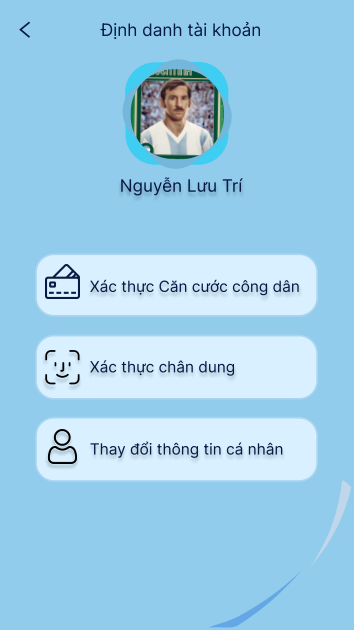 Định danh tài khoản
Nguyễn Lưu Trí
Xác thực Căn cước công dân
Xác thực chân dung
Thay đổi thông tin cá nhân